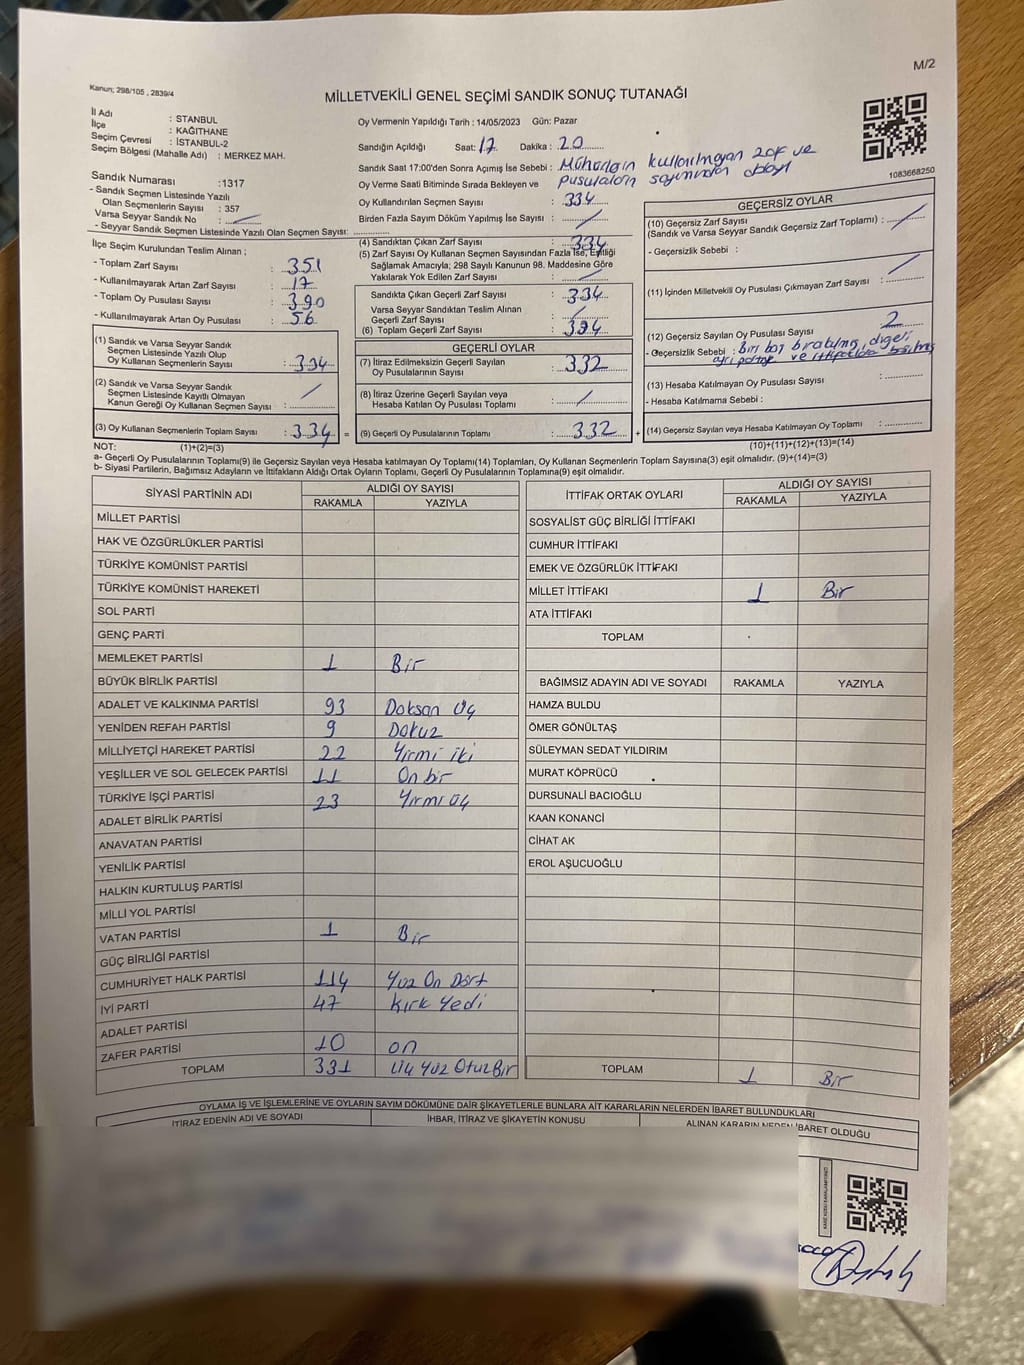 M/2
Kanun; 298/105 , 2839/4
MİLLETVEKİLİ GENEL SEÇİMİ SANDIK SONUÇ TUTANAĞI
İl Adı : STANBUL
İlçe : KAĞITHANE
Seçim Çevresi : İSTANBUL-2
Seçim Bölgesi (Mahalle Adı) : MERKEZ MAH.
Sandık Numarası :1317
- Sandık Seçmen Listesinde Yazılı
Olan Seçmenlerin Sayısı : 357
Varsa Seyyar Sandık No :
- Seyyar Sandık Seçmen Listesinde Yazılı Olan Seçmen Sayısı:
İlçe Seçim Kurulundan Teslim Alınan ;
- Toplam Zarf Sayısı : 351
- Kullanılmayarak Artan Zarf Sayısı : 17
- Toplam Oy Pusulası Sayısı : 390
- Kullanılmayarak Artan Oy Pusulası : 56
(1) Sandık ve Varsa Seyyar Sandık
Seçmen Listesinde Yazılı Olup
Oy Kullanan Seçmenlerin Sayısı : 334
(2) Sandık ve Varsa Seyyar Sandık
Seçmen Listesinde Kayıtlı Olmayan
Kanun Gereği Oy Kullanan Seçmen Sayısı :
(3) Oy Kullanan Seçmenlerin Toplam Sayısı : 334 =
Oy Vermenin Yapıldığı Tarih : 14/05/2023 Gün: Pazar
Sandığın Açıldığı Saat: 17 Dakika : 20
Sandık Saat 17:00'den Sonra Açımış İse Sebebi : Mühürlenen kullanılmayan zarf ve
Oy Verme Saati Bitiminde Sırada Bekleyen ve pusulaların sayımından dolayı
Oy Kullandırılan Seçmen Sayısı : 334
Birden Fazla Sayım Döküm Yapılmış İse Sayısı :
(4) Sandıktan Çıkan Zarf Sayısı : 334
(5) Zarf Sayısı Oy Kullanan Seçmen Sayısından Fazla İse, Eşitliği
Sağlamak Amacıyla; 298 Sayılı Kanunun 98. Maddesine Göre
Yakılarak Yok Edilen Zarf Sayısı :
Sandıkta Çıkan Geçerli Zarf Sayısı : 334
Varsa Seyyar Sandıktan Teslim Alınan
Geçerli Zarf Sayısı :
(6) Toplam Geçerli Zarf Sayısı : 334
GEÇERLİ OYLAR
(7) İtiraz Edilmeksizin Geçerli Sayılan
Oy Pusulalarının Sayısı : 332
(8) İtiraz Üzerine Geçerli Sayılan veya
Hesaba Katılan Oy Pusulası Toplamı :
(9) Geçerli Oy Pusulalarının Toplamı : 332 +
1083668250
GEÇERSİZ OYLAR
(10) Geçersiz Zarf Sayısı
(Sandık ve Varsa Seyyar Sandık Geçersiz Zarf Toplamı) :
- Geçersizlik Sebebi :
(11) İçinden Milletvekili Oy Pusulası Çıkmayan Zarf Sayısı :
(12) Geçersiz Sayılan Oy Pusulası Sayısı : 2
- Geçersizlik Sebebi : biri boş bıratılmış, diğeri
ayrı partiye ve ittifaklara basılmış
(13) Hesaba Katılmayan Oy Pusulası Sayısı :
- Hesaba Katılmama Sebebi :
(14) Geçersiz Sayılan veya Hesaba Katılmayan Oy Toplamı :
NOT: (1)+(2)=(3) (10)+(11)+(12)+(13)=(14)
a- Geçerli Oy Pusulalarının Toplamı(9) ile Geçersiz Sayılan veya Hesaba katılmayan Oy Toplamı(14) Toplamları, Oy Kullanan Seçmenlerin Toplam Sayısına(3) eşit olmalıdır. (9)+(14)=(3)
b- Siyasi Partilerin, Bağımsız Adayların ve İttifakların Aldığı Ortak Oyların Toplamı, Geçerli Oy Pusulalarının Toplamına(9) eşit olmalıdır.
SİYASİ PARTİNİN ADI ALDIĞI OY SAYISI
RAKAMLA YAZIYLA
MİLLET PARTİSİ
HAK VE ÖZGÜRLÜKLER PARTİSİ
TÜRKİYE KOMÜNİST PARTİSİ
TÜRKİYE KOMÜNİST HAREKETİ
SOL PARTİ
GENÇ PARTİ
MEMLEKET PARTİSİ 1 Bir
BÜYÜK BİRLİK PARTİSİ
ADALET VE KALKINMA PARTİSİ 93 Doksan Üç
YENİDEN REFAH PARTİSİ 9 Dokuz
MİLLİYETÇİ HAREKET PARTİSİ 22 Yirmi iki
YEŞİLLER VE SOL GELECEK PARTİSİ 11 On bir
TÜRKİYE İŞÇİ PARTİSİ 23 Yirmi üç
ADALET BİRLİK PARTİSİ
ANAVATAN PARTİSİ
YENİLİK PARTİSİ
HALKIN KURTULUŞ PARTİSİ
MİLLİ YOL PARTİSİ
VATAN PARTİSİ 1 Bir
GÜÇ BİRLİĞİ PARTİSİ
CUMHURİYET HALK PARTİSİ 114 Yüz On Dört
İYİ PARTİ 47 Kırk Yedi
ADALET PARTİSİ
ZAFER PARTİSİ 10 on
TOPLAM 331 Üç Yüz Otuz Bir
İTTİFAK ORTAK OYLARI ALDIĞI OY SAYISI
RAKAMLA YAZIYLA
SOSYALİST GÜÇ BİRLİĞİ İTTİFAKI
CUMHUR İTTİFAKI
EMEK VE ÖZGÜRLÜK İTTİFAKI
MİLLET İTTİFAKI 1 Bir
ATA İTTİFAKI
TOPLAM
BAĞIMSIZ ADAYIN ADI VE SOYADI RAKAMLA YAZIYLA
HAMZA BULDU
ÖMER GÖNÜLTAŞ
SÜLEYMAN SEDAT YILDIRIM
MURAT KÖPRÜCÜ
DURSUNALİ BACIOĞLU
KAAN KONANCİ
CİHAT AK
EROL AŞUCUOĞLU
TOPLAM 1 Bir
OYLAMA İŞ VE İŞLEMLERİNE VE OYLARIN SAYIM DÖKÜMÜNE DAİR ŞİKAYETLERLE BUNLARA AİT KARARLARIN NELERDEN İBARET BULUNDUKLARI
İTİRAZ EDENİN ADI VE SOYADI İHBAR, İTİRAZ VE ŞİKAYETİN KONUSU ALINAN KARARIN NEDEN İBARET OLDUĞU